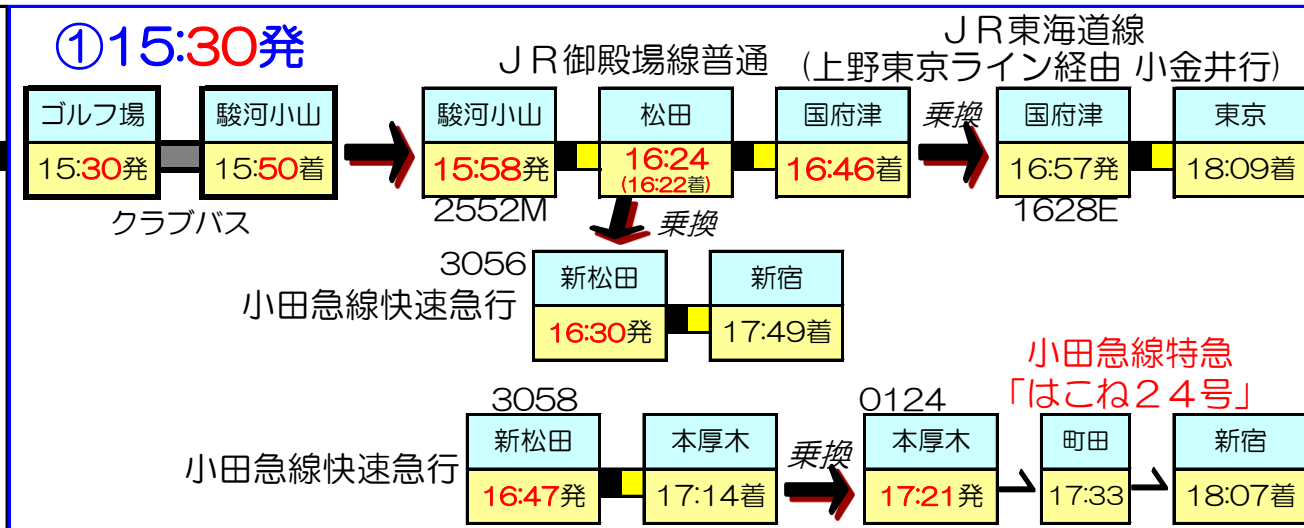 ①15:30発
JR御殿場線普通
JR東海道線
(上野東京ライン経由 小金井行)
ゴルフ場 駿河小山 駿河小山 松田 国府津 乗換 国府津 東京
15:30発 15:50着 15:58発 16:24 16:46着 16:57発 18:09着
(16:22着)
クラブバス 2552M 乗換 1628E
3056 新松田 新宿
小田急線快速急行 16:30発 17:49着
小田急線特急
「はこね24号」
3058 0124
新松田 本厚木 乗換 本厚木 町田 新宿
小田急線快速急行 16:47発 17:14着 17:21発 17:33 18:07着